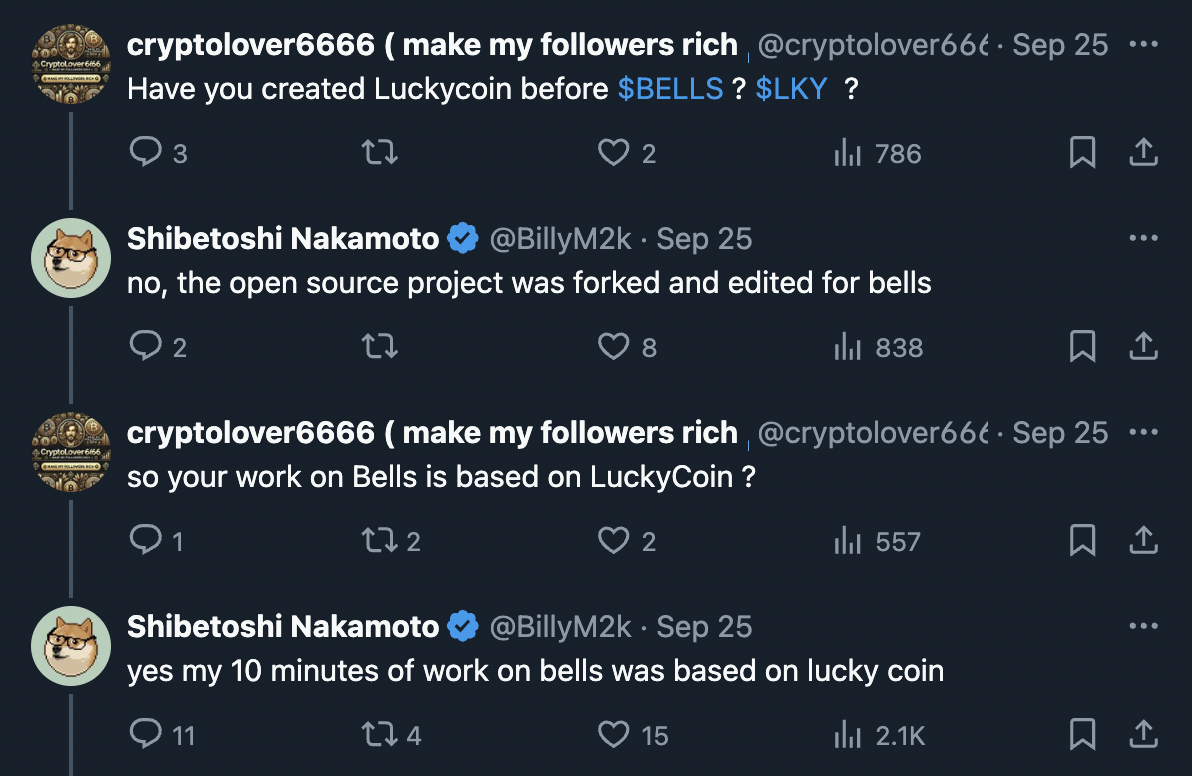 cryptolover6666 ( make my followers rich @cryptolover666 · Sep 25
Have you created Luckycoin before $BELLS ? $LKY ?
3 2 786
Shibetoshi Nakamoto @BillyM2k · Sep 25
no, the open source project was forked and edited for bells
2 8 838
cryptolover6666 ( make my followers rich @cryptolover666 · Sep 25
so your work on Bells is based on LuckyCoin ?
1 2 2 557
Shibetoshi Nakamoto @BillyM2k · Sep 25
yes my 10 minutes of work on bells was based on lucky coin
11 4 15 2.1K